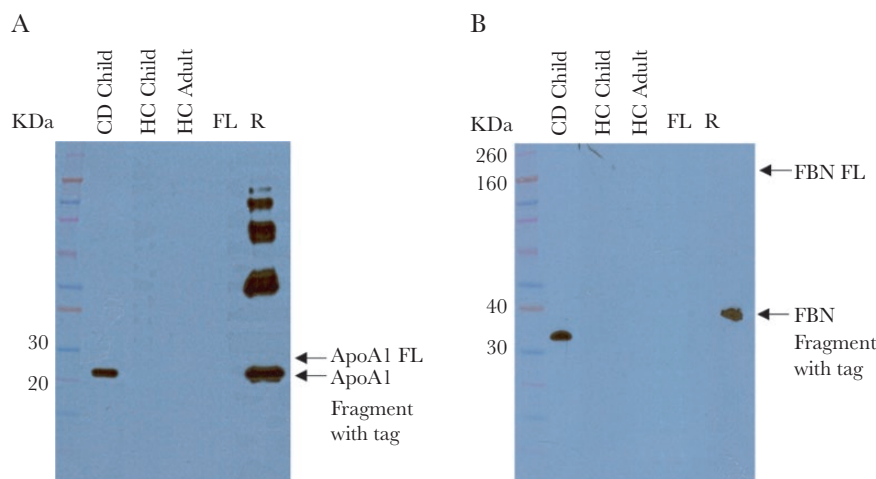 A
KDa
CD Child
HC Child
HC Adult
FL R
30
20
ApoA1 FL
ApoA1
Fragment
with tag
B
KDa
CD Child
HC Child
HC Adult
FL R
260
160
40
30
FBN FL
FBN
Fragment
with tag